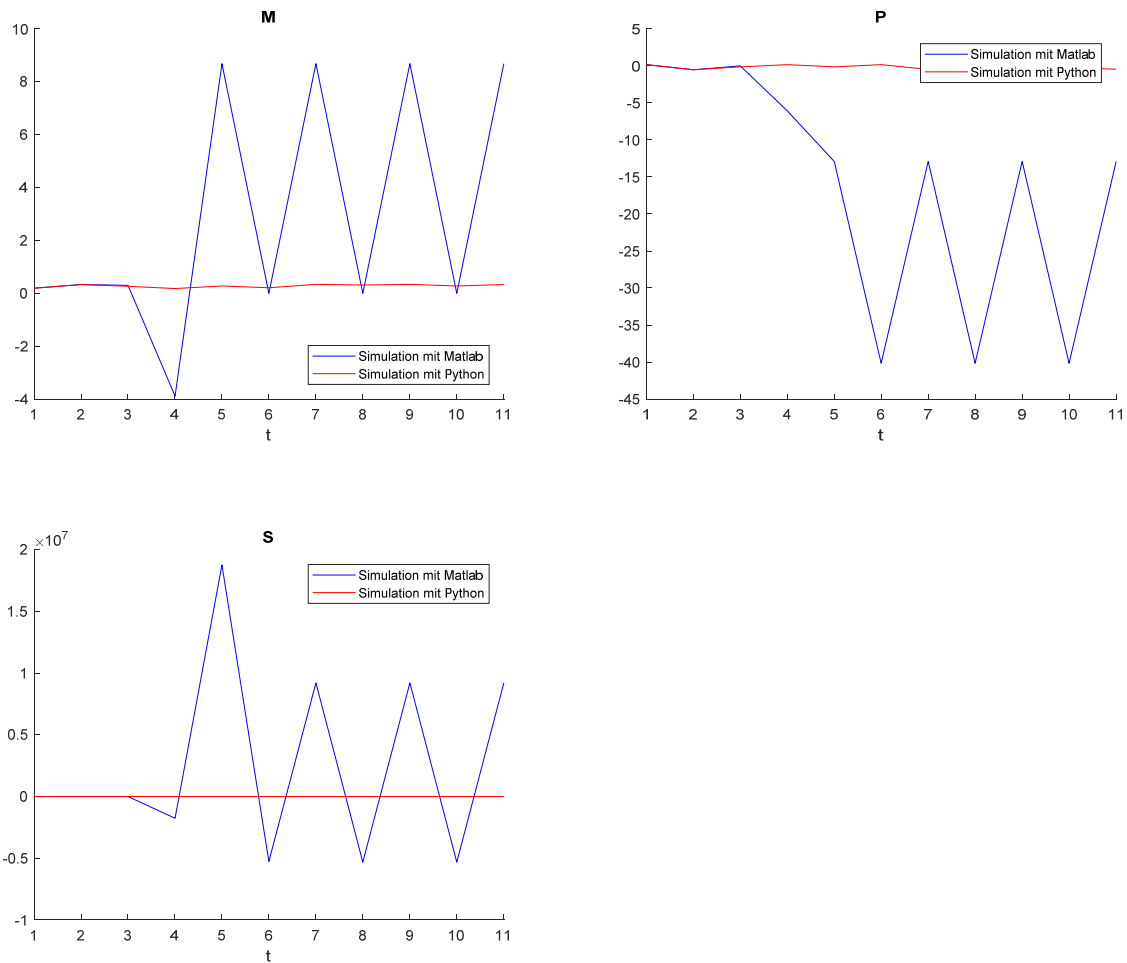 M
10
8
6
4
2
0
-2
-4
1 2 3 4 5 6 7 8 9 10 11
t
Simulation mit Matlab
Simulation mit Python
P
5
0
-5
-10
-15
-20
-25
-30
-35
-40
-45
1 2 3 4 5 6 7 8 9 10 11
t
Simulation mit Matlab
Simulation mit Python
S
×10^7
2
1.5
1
0.5
0
-0.5
-1
1 2 3 4 5 6 7 8 9 10 11
t
Simulation mit Matlab
Simulation mit Python